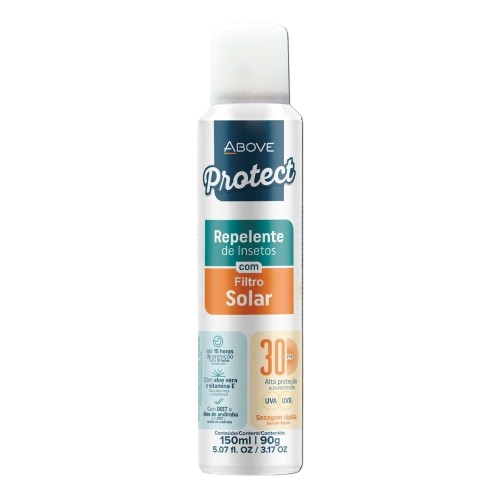 ABOVE
Protect
Repelente
de Insetos
com
Filtro
Solar
até 10 horas
de proteção
Com aloe vera
e vitamina E
Com DEET e
óleo de andiroba
30
Alta proteção
UVA UVB
Secagem rápida
Conteúdo/Content/Contenido
150ml | 90g
5.07 fl. OZ / 3.17 OZ